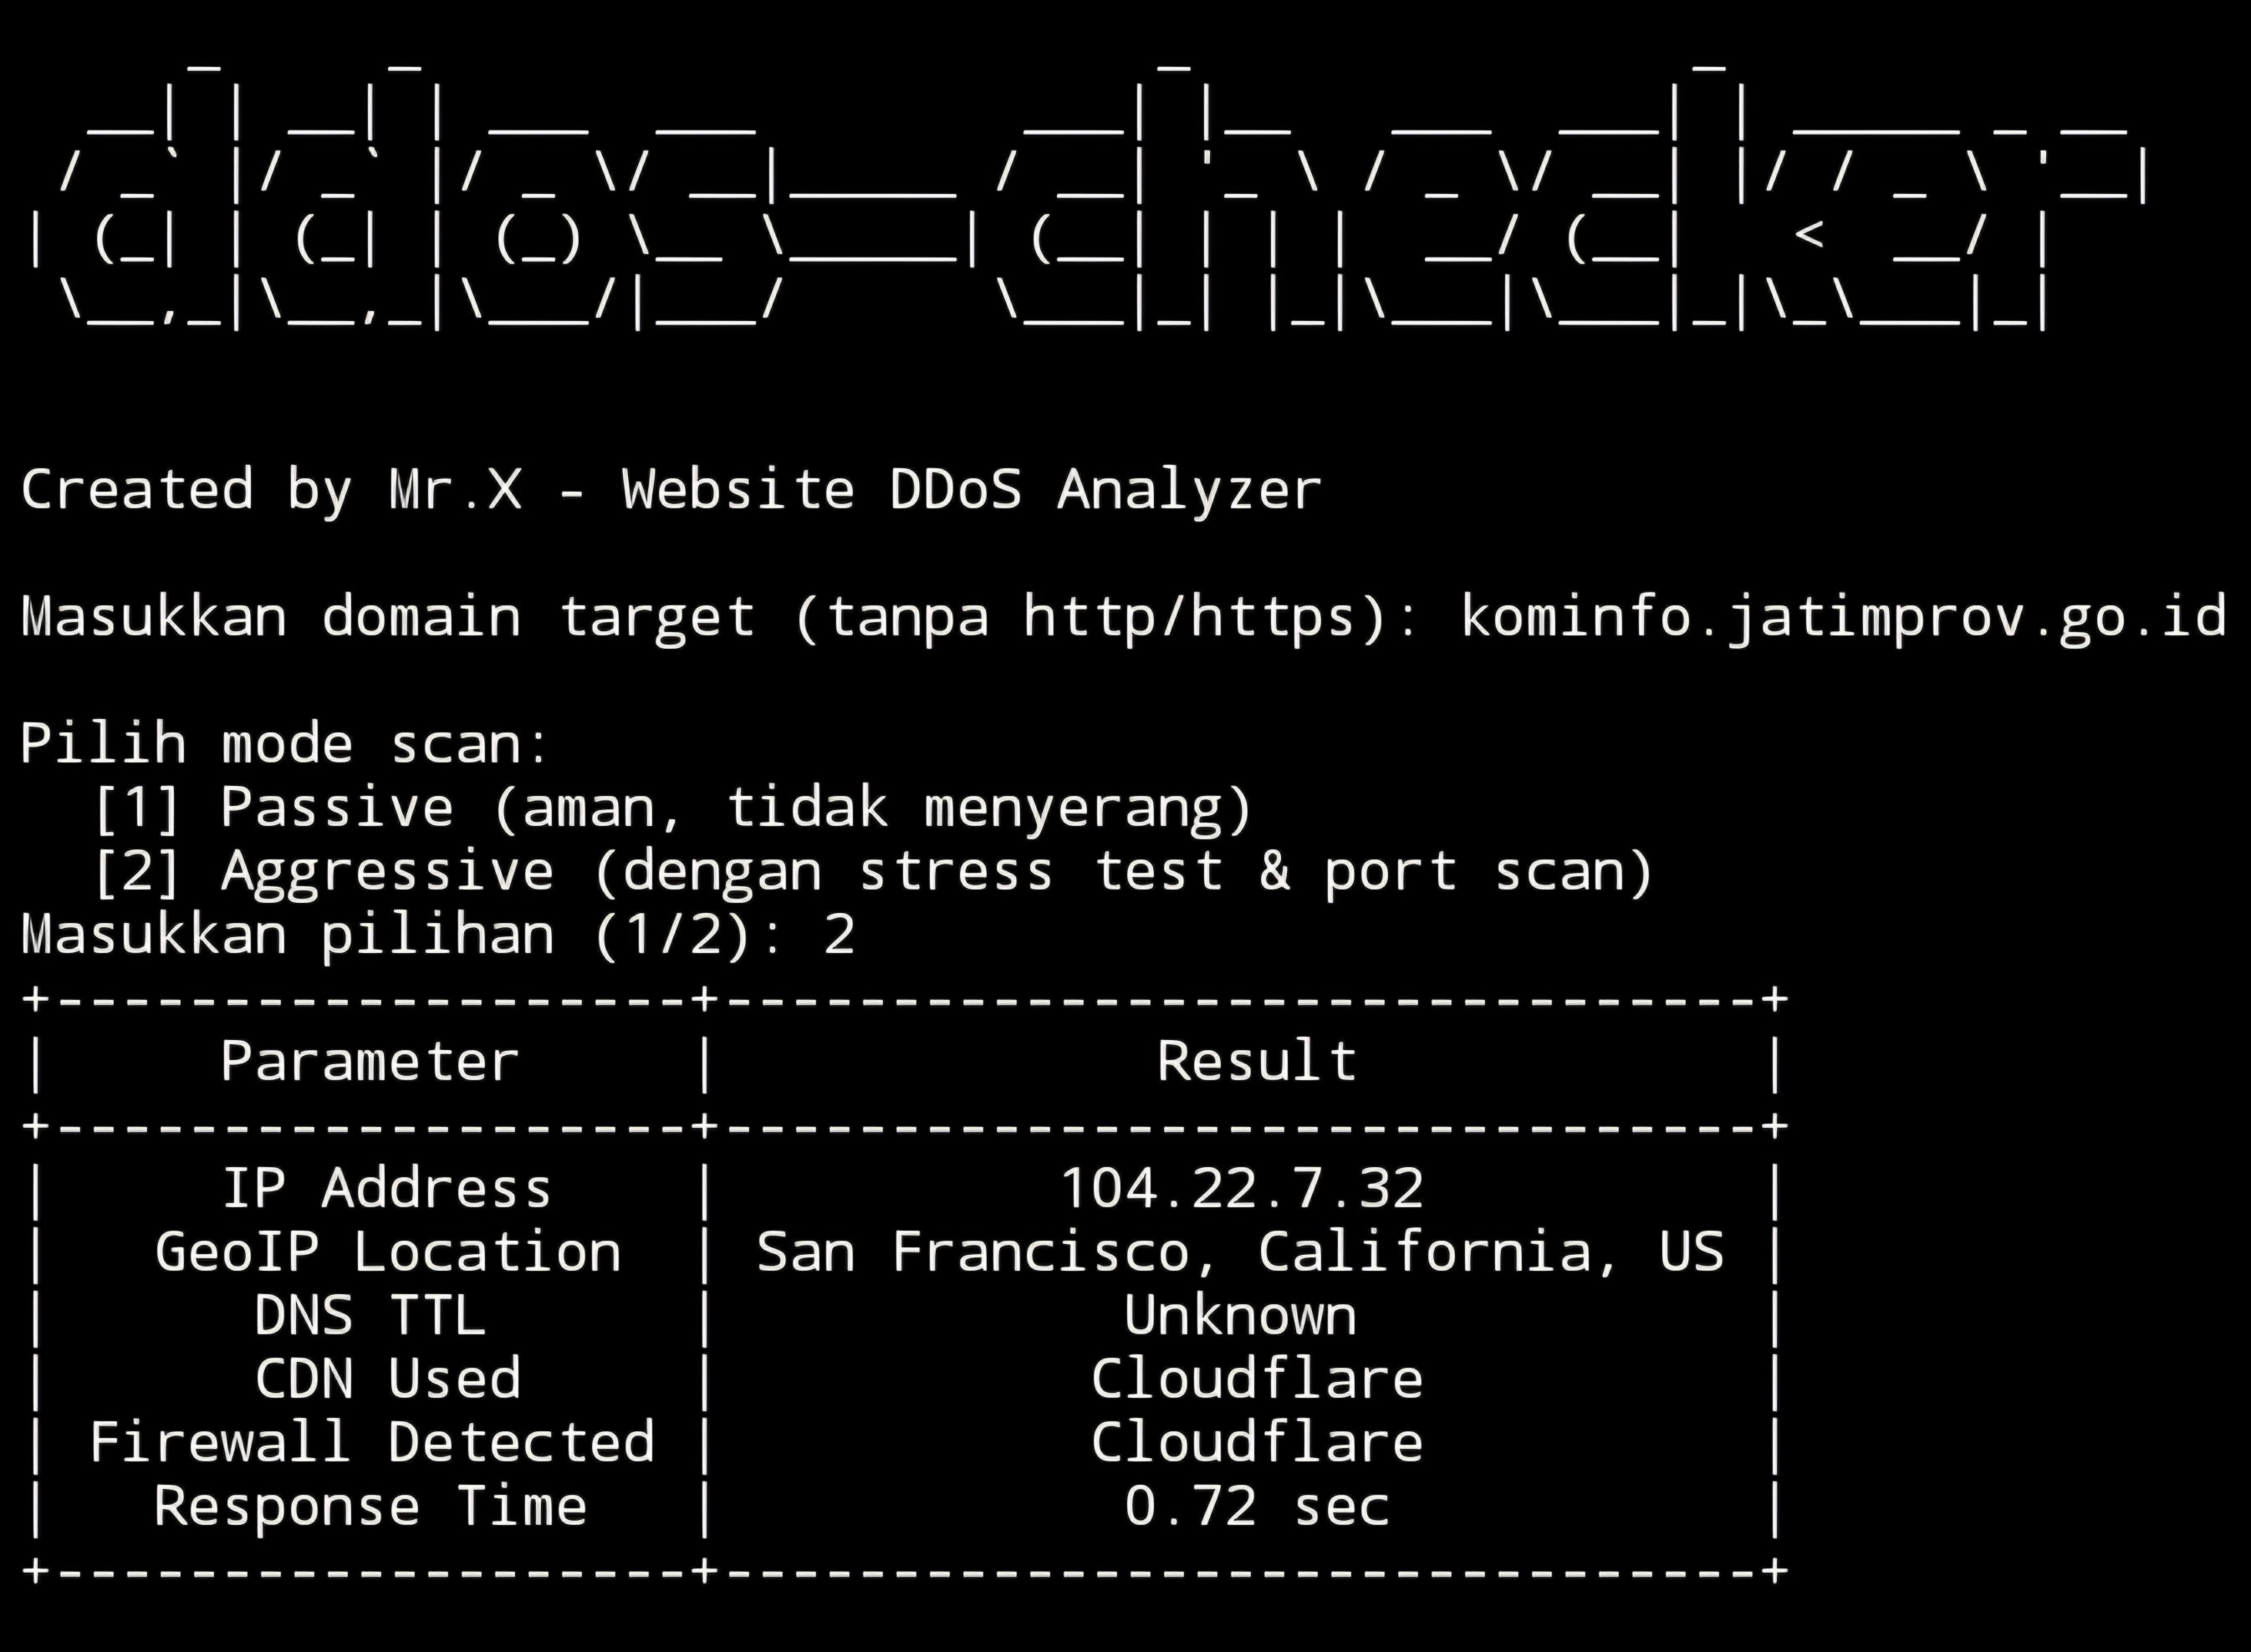 ddos_checker
Created by Mr.X - Website DDoS Analyzer
Masukkan domain target (tanpa http/https): kominfo.jatimprov.go.id
Pilih mode scan:
[1] Passive (aman, tidak menyerang)
[2] Aggressive (dengan stress test & port scan)
Masukkan pilihan (1/2): 2
Parameter | Result
IP Address | 104.22.7.32
GeoIP Location | San Francisco, California, US
DNS TTL | Unknown
CDN Used | Cloudflare
Firewall Detected | Cloudflare
Response Time | 0.72 sec